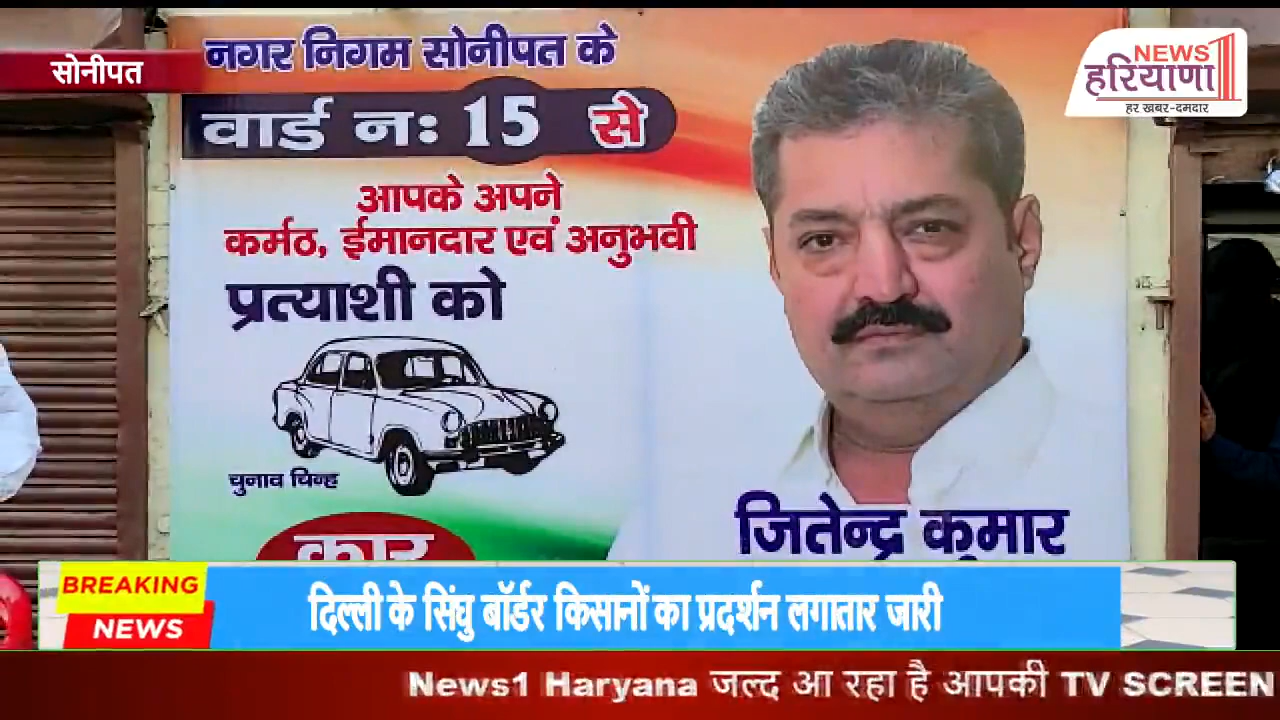 सोनीपत
NEWS 1
हरियाणा
हर खबर-दमदार
नगर निगम सोनीपत के
वार्ड न: 15 से
आपके अपने
कर्मठ, ईमानदार एवं अनुभवी
प्रत्याशी को
चुनाव चिन्ह
कार
जितेन्द्र कुमार
BREAKING
NEWS
दिल्ली के सिंघु बॉर्डर किसानों का प्रदर्शन लगातार जारी
News1 Haryana जल्द आ रहा है आपकी TV SCREEN